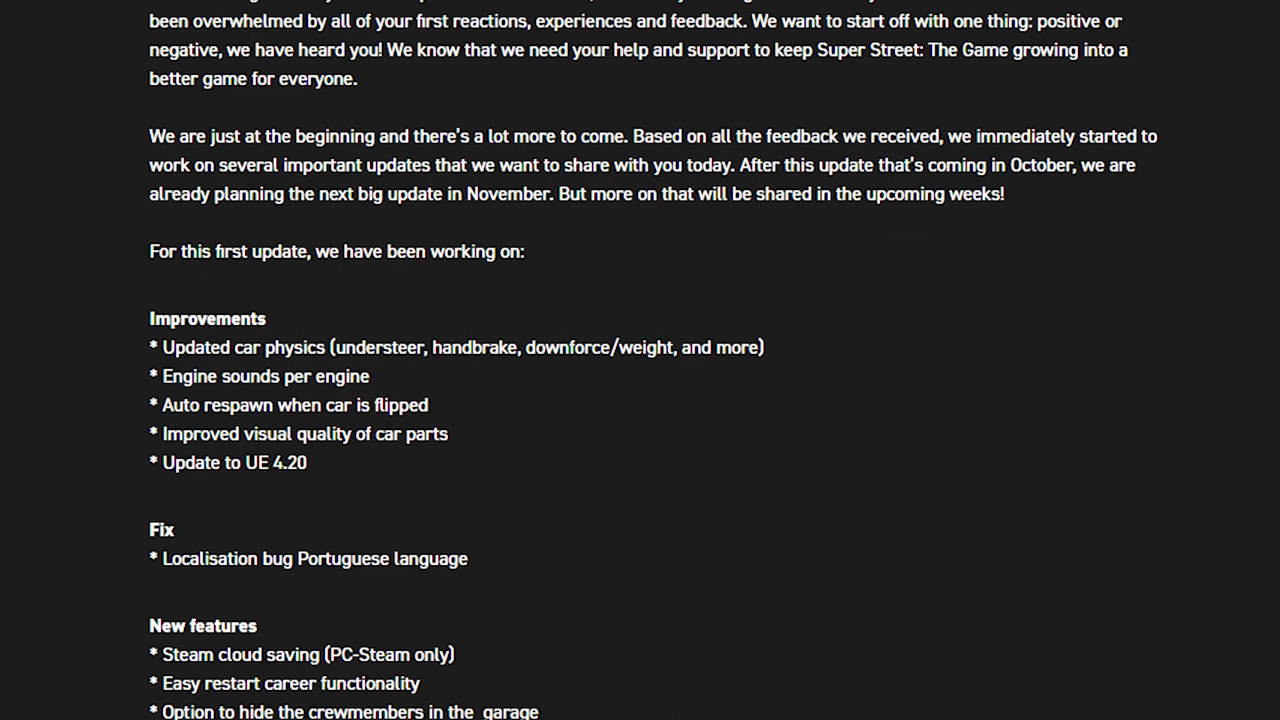 been overwhelmed by all of your first reactions, experiences and feedback. We want to start off with one thing: positive or
negative, we have heard you! We know that we need your help and support to keep Super Street: The Game growing into a
better game for everyone.
We are just at the beginning and there's a lot more to come. Based on all the feedback we received, we immediately started to
work on several important updates that we want to share with you today. After this update that's coming in October, we are
already planning the next big update in November. But more on that will be shared in the upcoming weeks!
For this first update, we have been working on:
Improvements
* Updated car physics (understeer, handbrake, downforce/weight, and more)
* Engine sounds per engine
* Auto respawn when car is flipped
* Improved visual quality of car parts
* Update to UE 4.20
Fix
* Localisation bug Portuguese language
New features
* Steam cloud saving (PC-Steam only)
* Easy restart career functionality
* Option to hide the crewmembers in the  garage